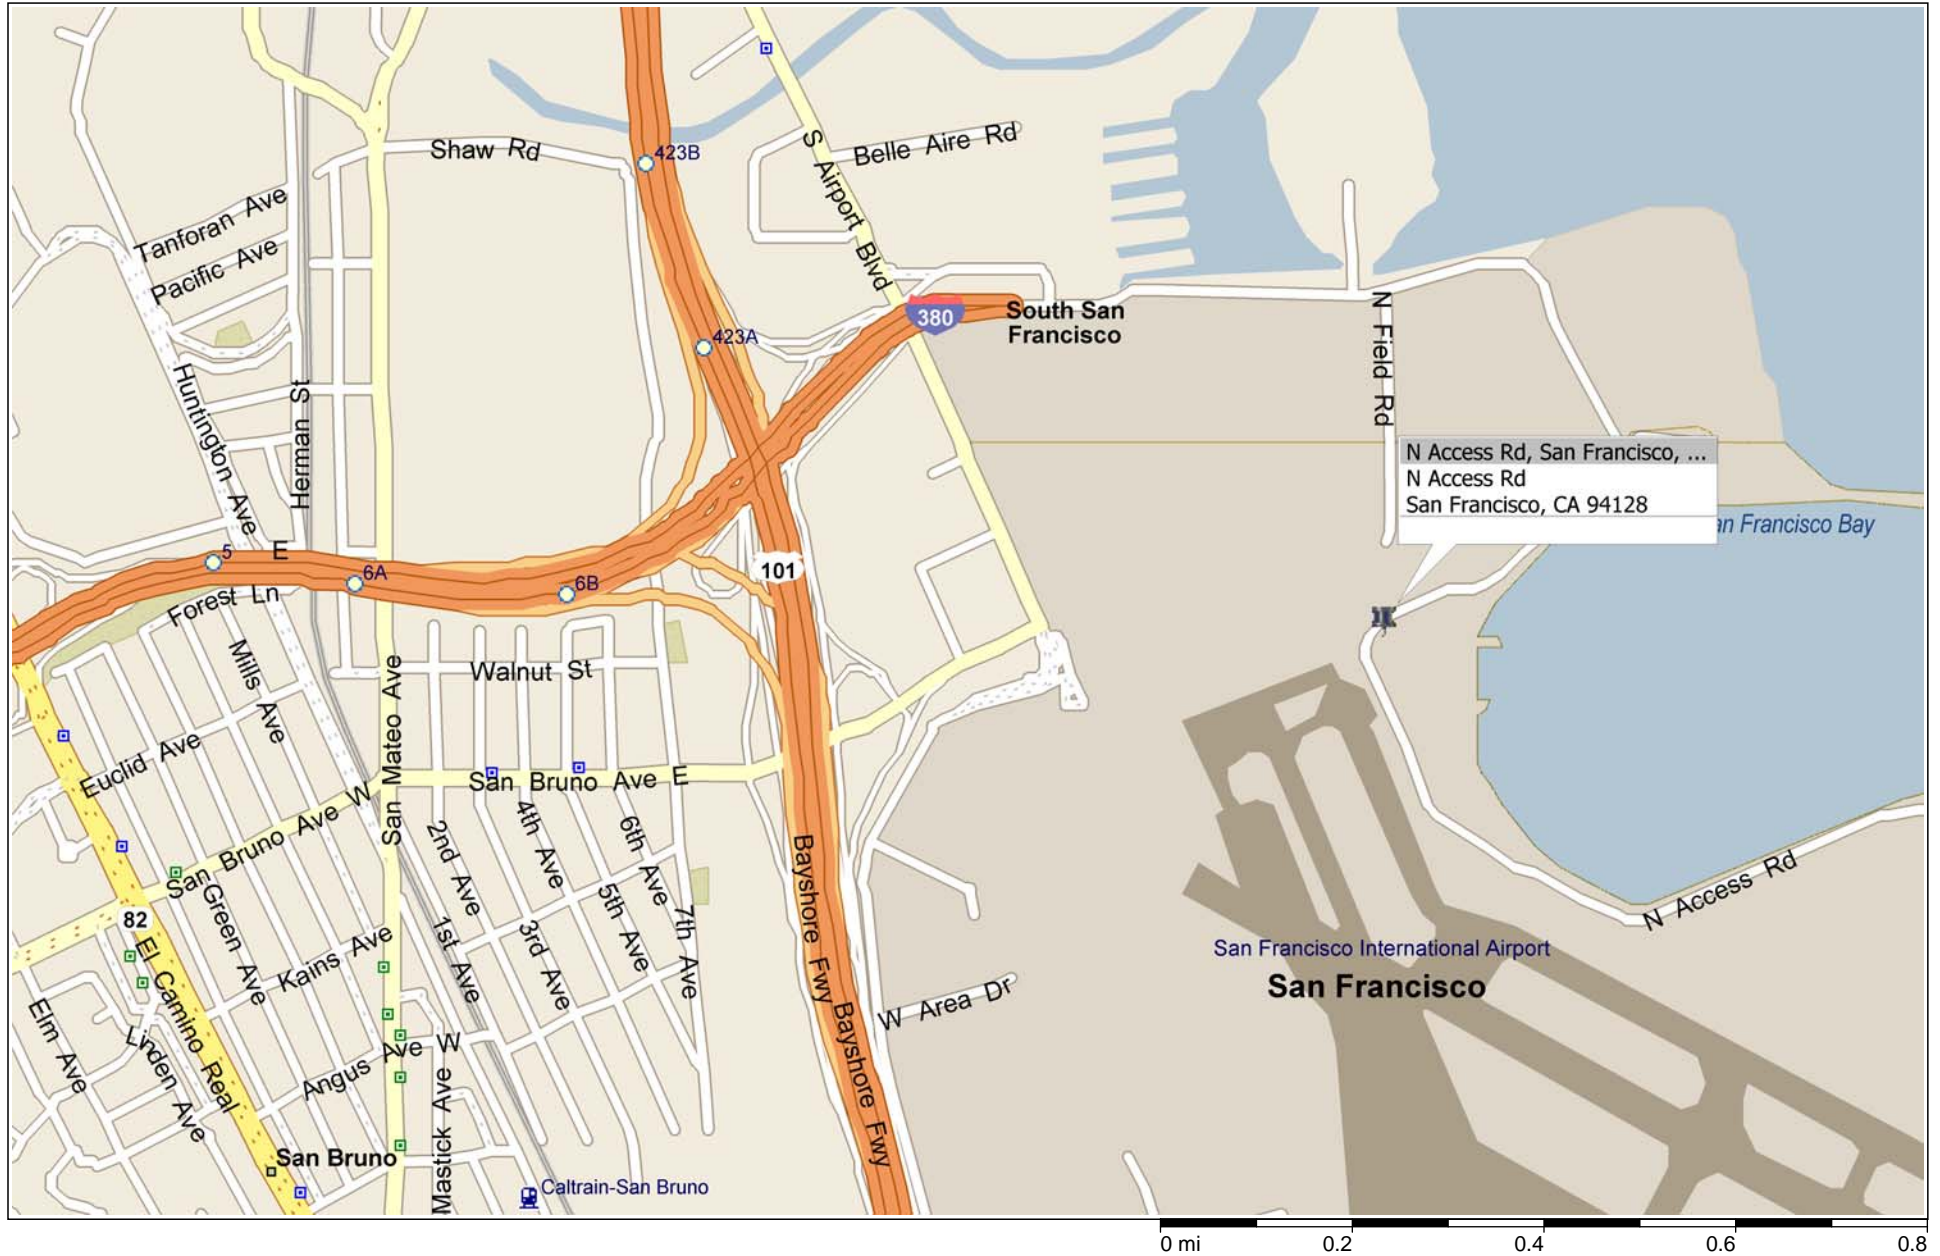 Shaw Rd
423B
S Airport Blvd
Belle Aire Rd
Tanforan Ave
Pacific Ave
380
South San
Francisco
423A
N Field Rd
Huntington Ave
Herman St
N Access Rd, San Francisco, ...
N Access Rd
San Francisco, CA 94128
an Francisco Bay
5
E
6A
6B
101
Forest Ln
Mills Ave
Walnut St
San Mateo Ave
Euclid Ave
San Bruno Ave E
San Bruno Ave W
2nd Ave
4th Ave
6th Ave
Bayshore Fwy
N Access Rd
82
Green Ave
5th Ave
7th Ave
1st Ave
3rd Ave
Kains Ave
El Camino Real
San Francisco International Airport
San Francisco
W Area Dr
Bayshore Fwy
Elm Ave
Linden Ave
Angus Ave W
Mastick Ave W
San Bruno
Caltrain-San Bruno
0 mi 0.2 0.4 0.6 0.8